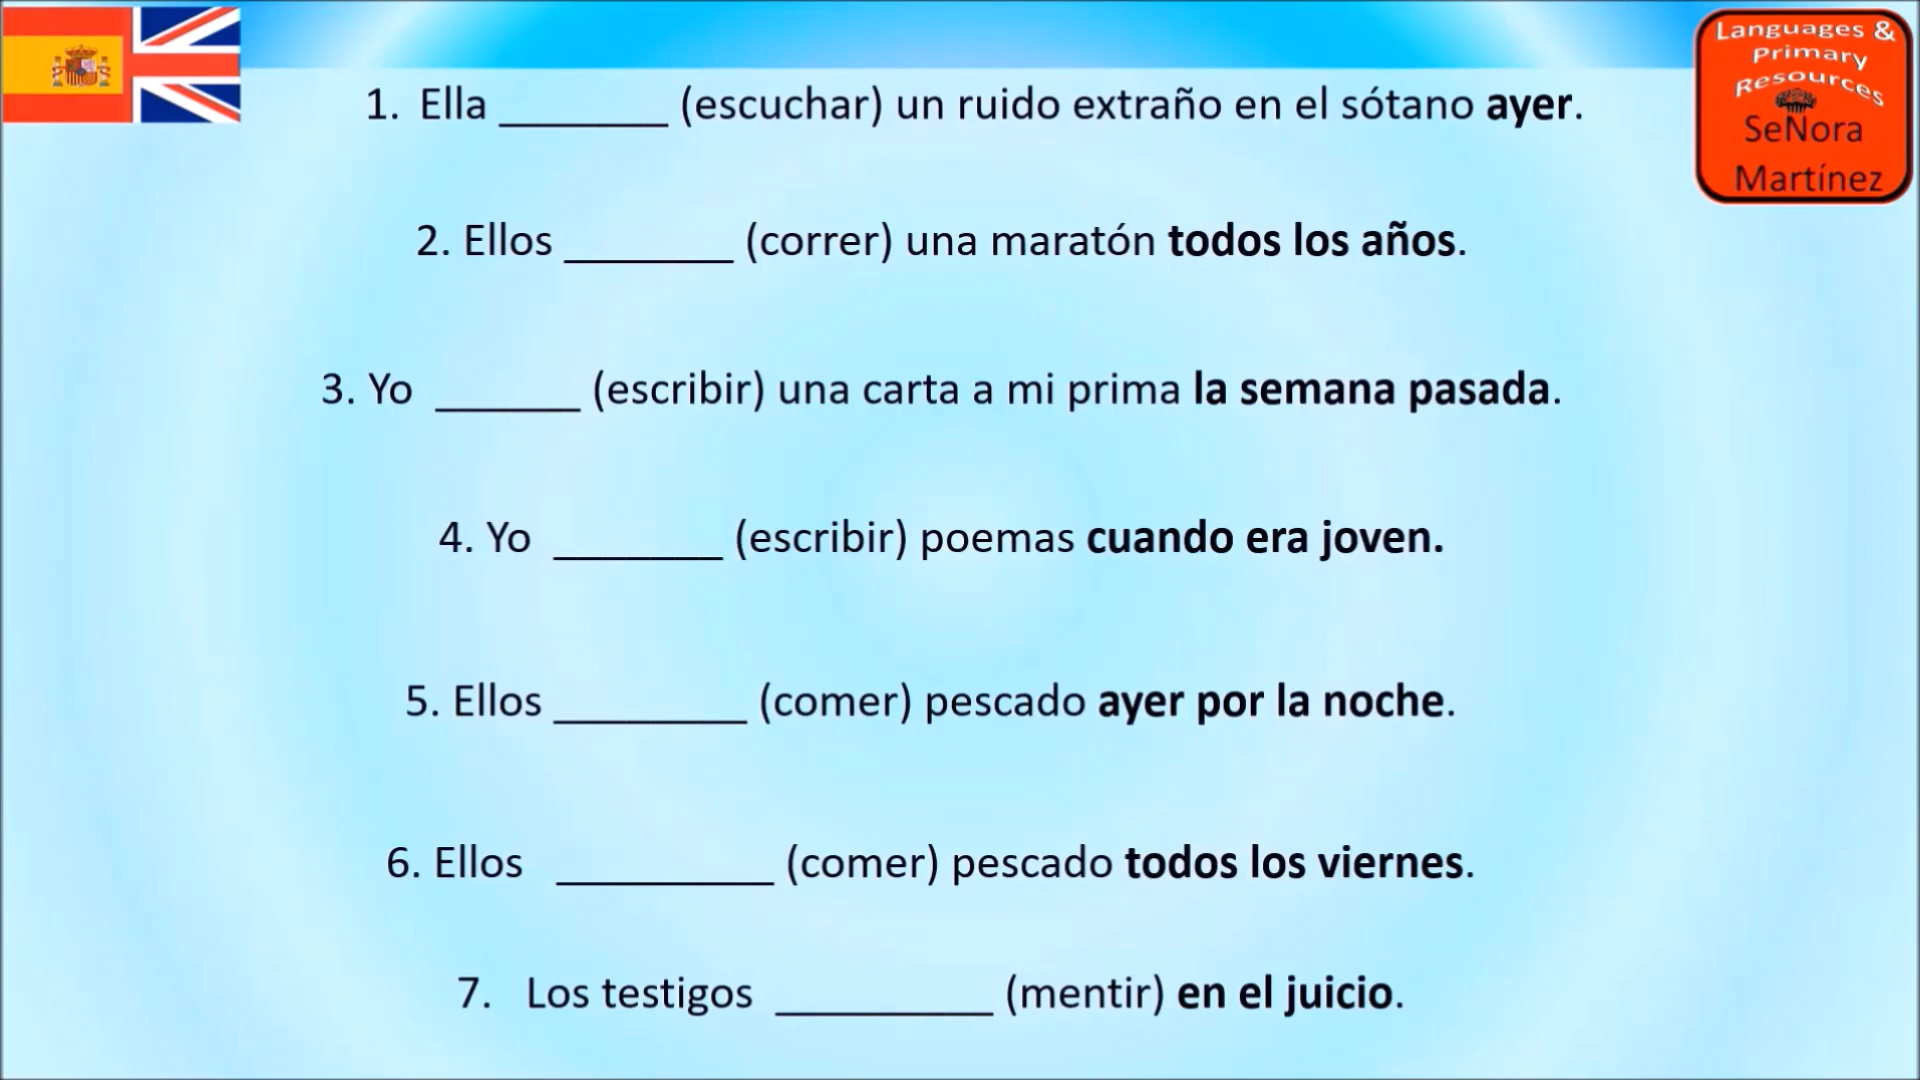 Languages &
Primary
Resources
SeNora
Martínez
1. Ella _______ (escuchar) un ruido extraño en el sótano ayer.
2. Ellos _______ (correr) una maratón todos los años.
3. Yo ______ (escribir) una carta a mi prima la semana pasada.
4. Yo _______ (escribir) poemas cuando era joven.
5. Ellos ________ (comer) pescado ayer por la noche.
6. Ellos _________ (comer) pescado todos los viernes.
7. Los testigos _________ (mentir) en el juicio.